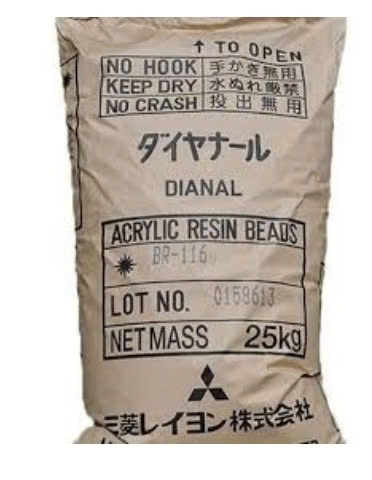 ↑ TO OPEN
NO HOOK 手かぎ無用
KEEP DRY 水ぬれ厳禁
NO CRASH 投出無用
ダイヤナール
DIANAL
ACRYLIC RESIN BEADS
BR-116
LOT NO. 0158613
NET MASS 25kg
三菱レイヨン株式会社